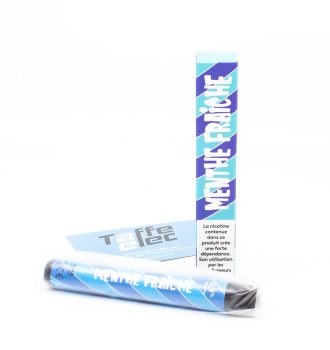 MENTHE FRAÎCHE
La nicotine
contenue
dans ce
produit crée
une forte
dépendance.
Son utilisation
par les
Taffe
elec
MENTHE FRAÎCHE